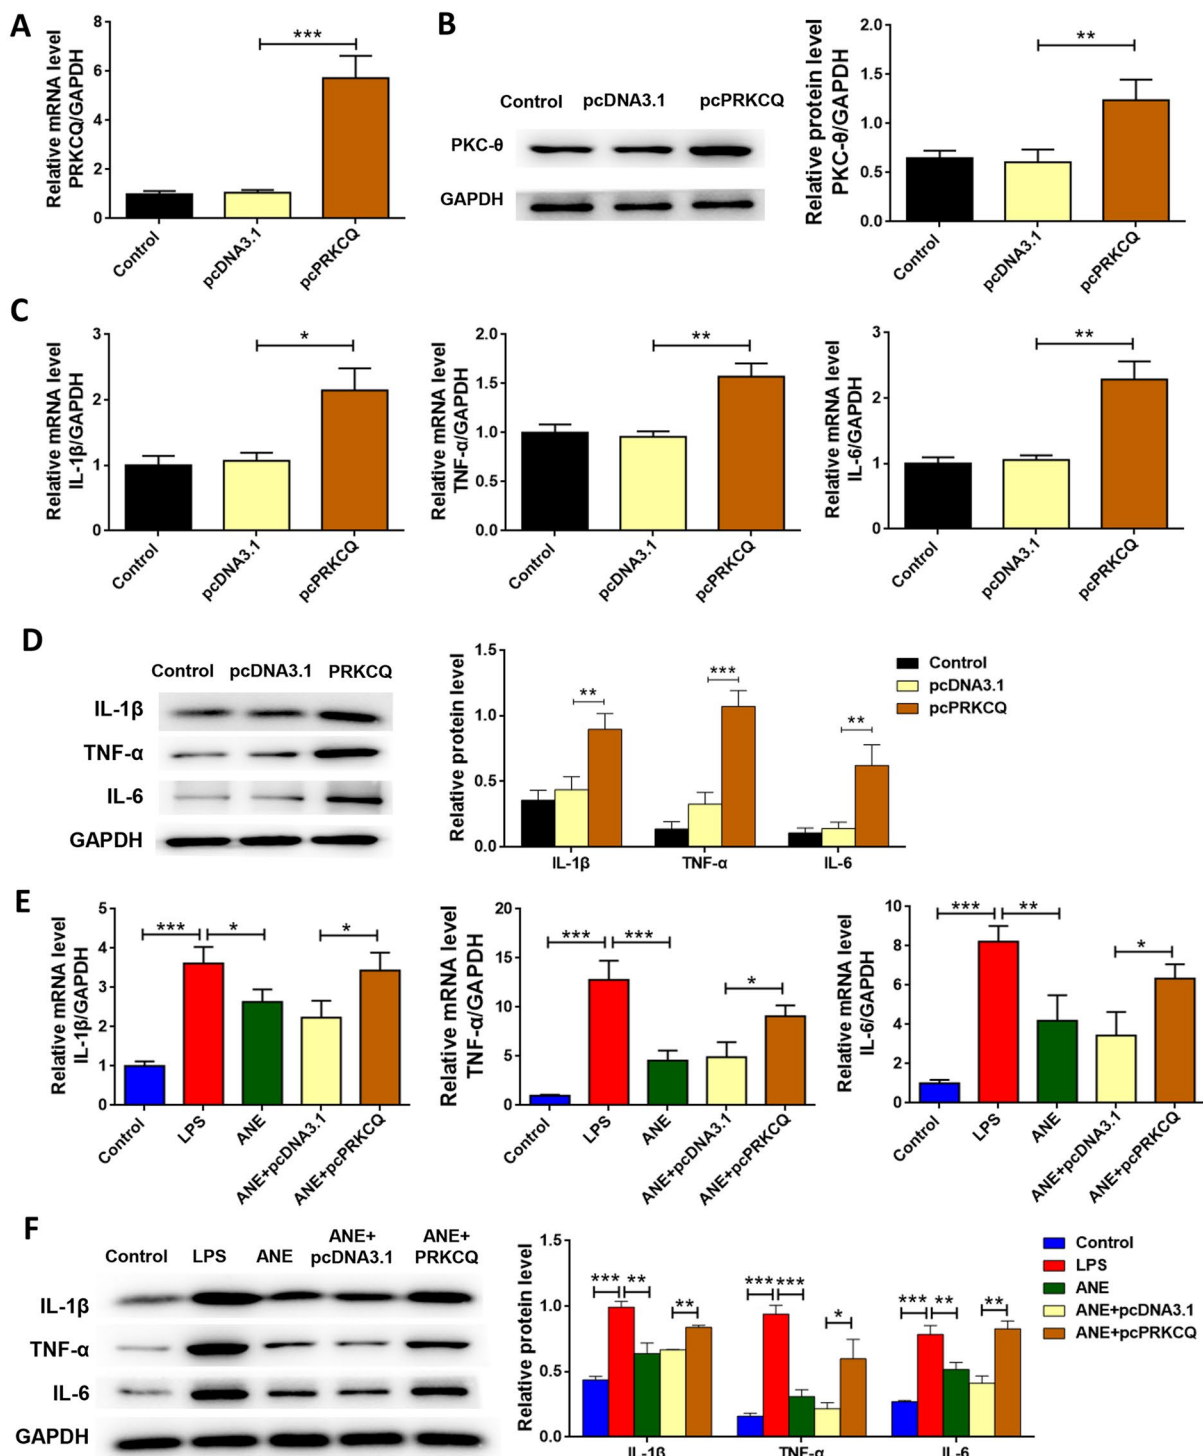 A
Relative mRNA level
PRKCQ/GAPDH
8
6
4
2
0
***
Control
pcDNA3.1
pcPRKCQ
B
Control pcDNA3.1 pcPRKCQ
PKC-θ
GAPDH
Relative protein level
PKC-θ/GAPDH
2.0
1.5
1.0
0.5
0.0
**
Control
pcDNA3.1
pcPRKCQ
C
Relative mRNA level
IL-1β/GAPDH
3
2
1
0
*
Control
pcDNA3.1
pcPRKCQ
Relative mRNA level
TNF-α/GAPDH
2.0
1.5
1.0
0.5
0.0
**
Control
pcDNA3.1
pcPRKCQ
Relative mRNA level
IL-6/GAPDH
3
2
1
0
**
Control
pcDNA3.1
pcPRKCQ
D
Control pcDNA3.1 PRKCQ
IL-1β
TNF-α
IL-6
GAPDH
Relative protein level
1.5
1.0
0.5
0.0
** *** **
IL-1β TNF-α IL-6
Control
pcDNA3.1
pcPRKCQ
E
Relative mRNA level
IL-1β/GAPDH
5
4
3
2
1
0
*** * *
Control
LPS
ANE
ANE+pcDNA3.1
ANE+pcPRKCQ
Relative mRNA level
TNF-α/GAPDH
20
15
10
5
0
*** *** *
Control
LPS
ANE
ANE+pcDNA3.1
ANE+pcPRKCQ
Relative mRNA level
IL-6/GAPDH
10
8
6
4
2
0
*** ** *
Control
LPS
ANE
ANE+pcDNA3.1
ANE+pcPRKCQ
F
Control LPS ANE ANE+ pcDNA3.1 ANE+ PRKCQ
IL-1β
TNF-α
IL-6
GAPDH
Relative protein level
1.5
1.0
0.5
0.0
*** ** ** *** *** * *** ** **
IL-1β TNF-α IL-6
Control
LPS
ANE
ANE+pcDNA3.1
ANE+pcPRKCQ